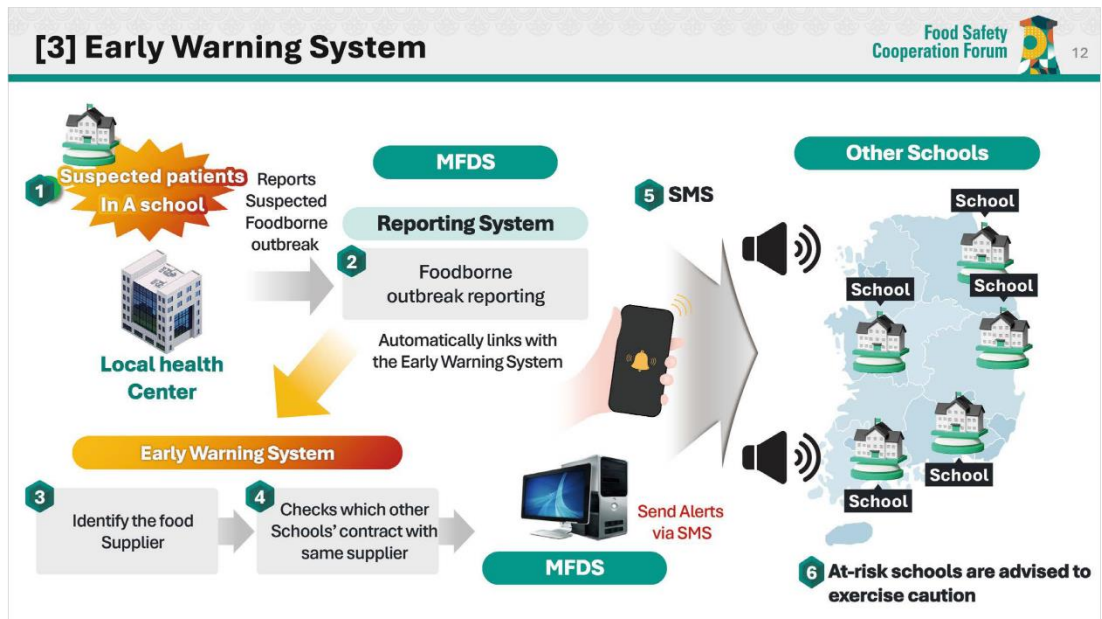 [3] Early Warning System
Food Safety
Cooperation Forum
12
1
Suspected patients
In A school
Reports
Suspected
Foodborne
outbreak
Local health
Center
MFDS
Reporting System
2
Foodborne
outbreak reporting
Automatically links with
the Early Warning System
Early Warning System
3
Identify the food
Supplier
4
Checks which other
Schools' contract with
same supplier
Send Alerts
via SMS
MFDS
5 SMS
Other Schools
School
School
School
School
School
6 At-risk schools are advised to
exercise caution